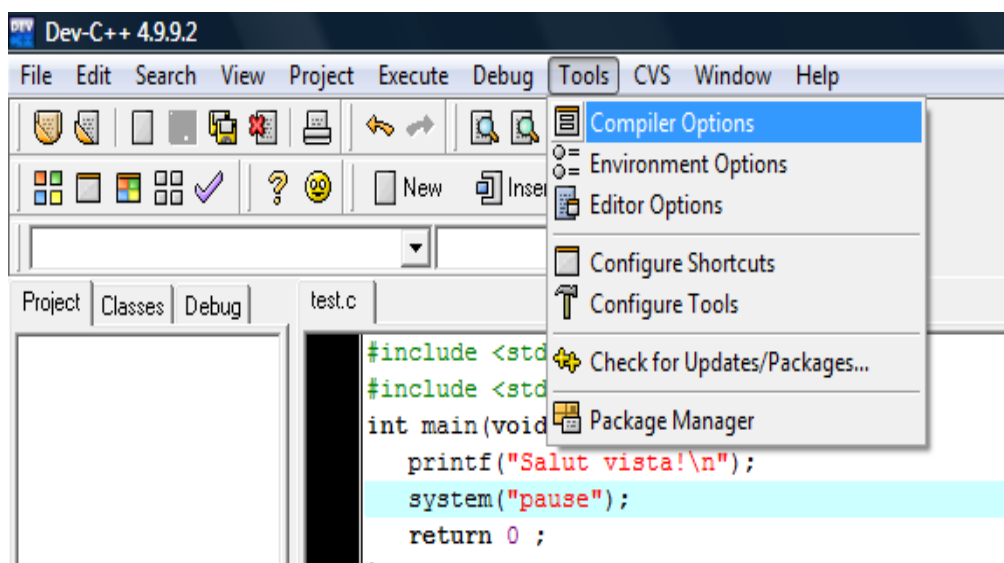 Dev-C++ 4.9.9.2
File Edit Search View Project Execute Debug Tools CVS Window Help
Compiler Options
Environment Options
Editor Options
Configure Shortcuts
Configure Tools
Check for Updates/Packages...
Package Manager
New
Project Classes Debug
test.c
#include <std
#include <std
int main(void
printf("Salut vista!\n");
system("pause");
return 0 ;